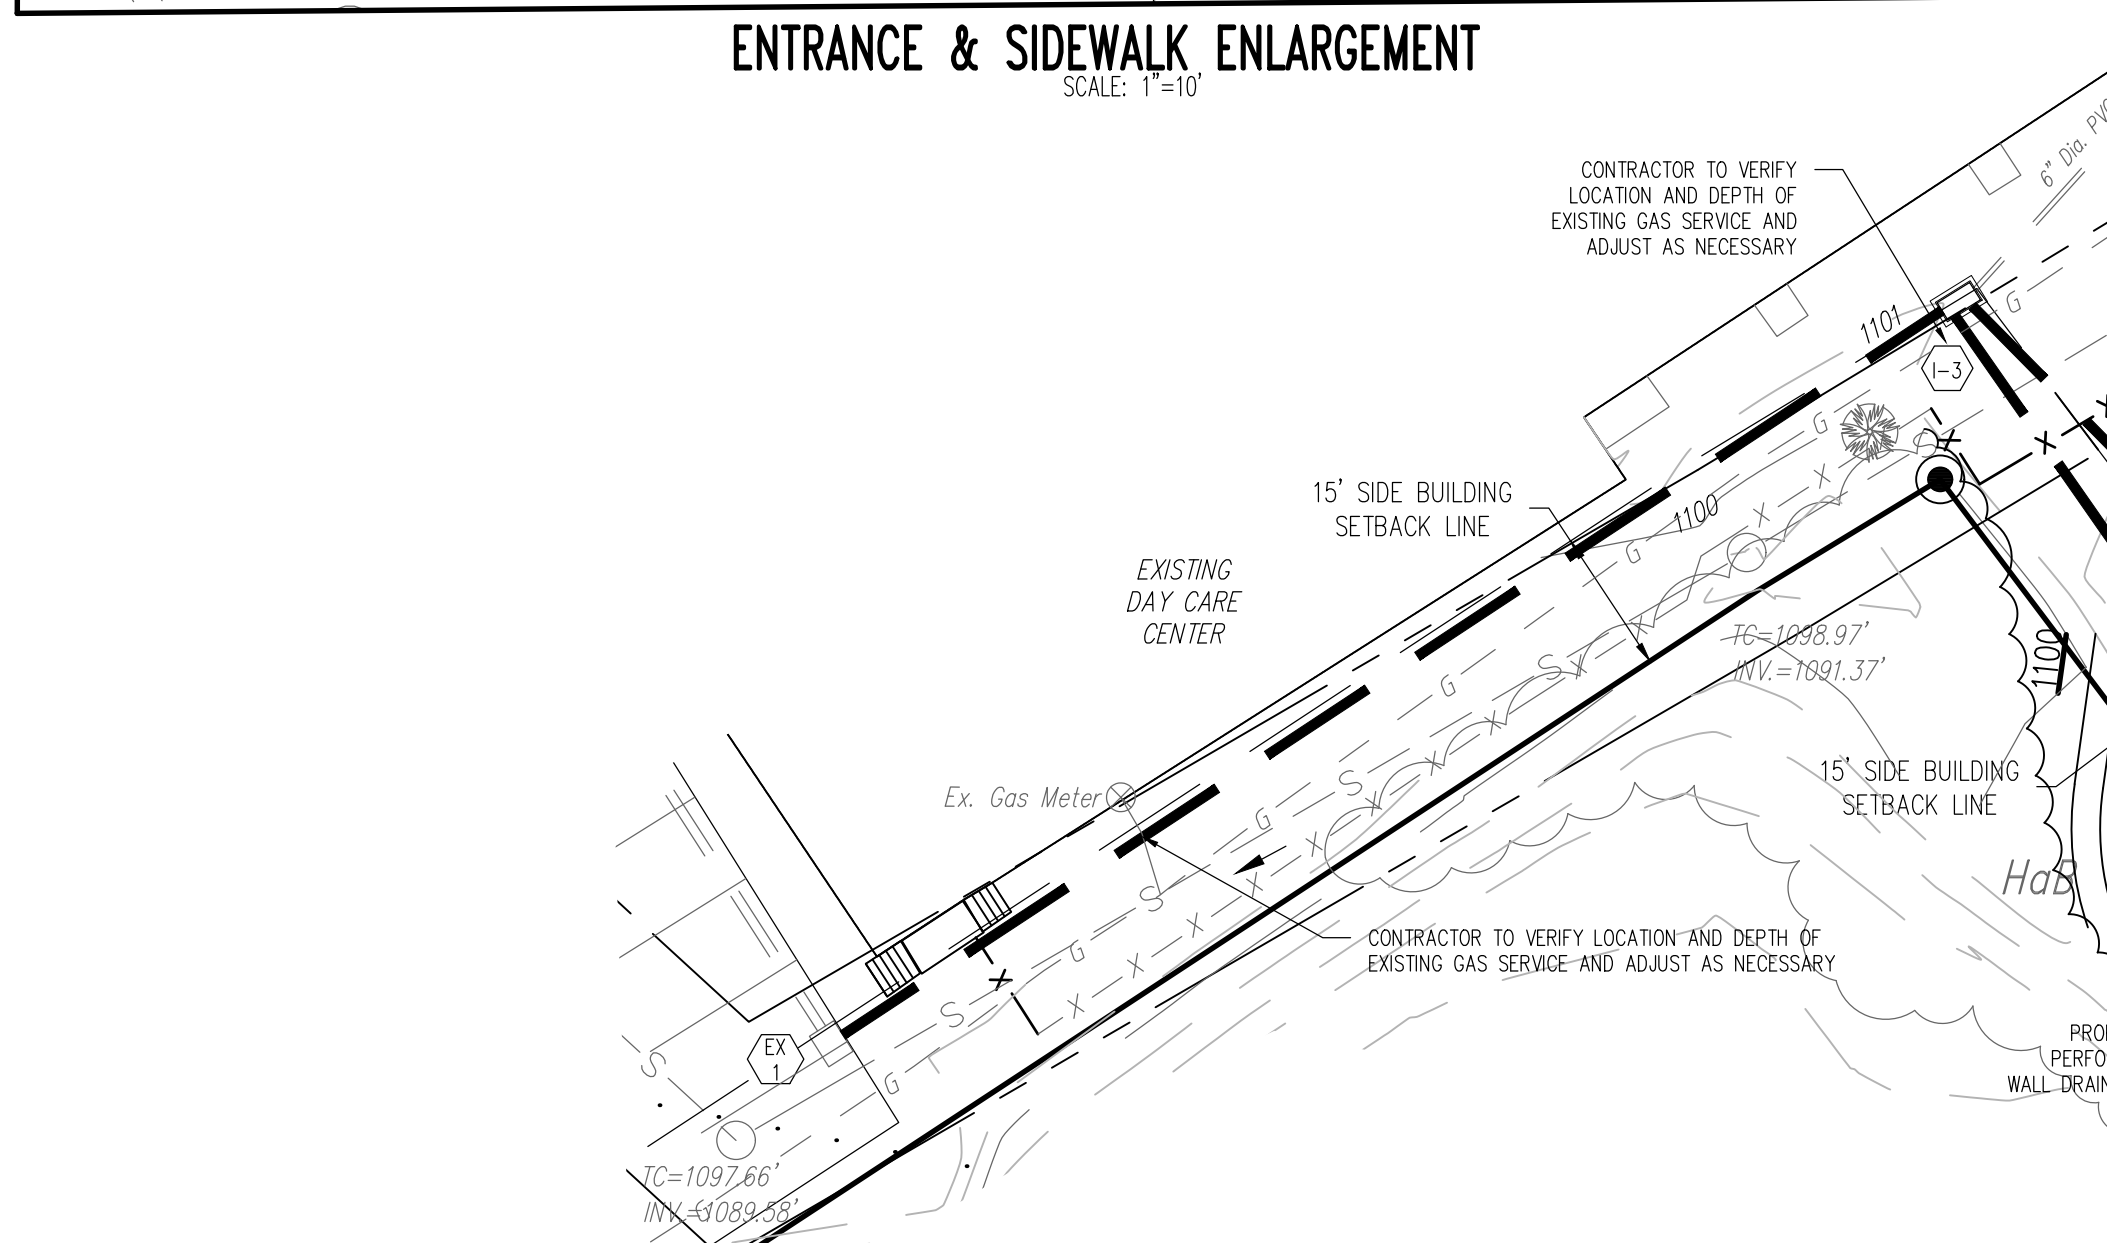 ENTRANCE & SIDEWALK ENLARGEMENT
SCALE: 1"=10'
6" Dia.
CONTRACTOR TO VERIFY
LOCATION AND DEPTH OF
EXISTING GAS SERVICE AND
ADJUST AS NECESSARY
1101
G
I-3
G
S
X
X
X
15' SIDE BUILDING
SETBACK LINE
1100
X
G
EXISTING
DAY CARE
CENTER
TC=1098.97'
INV.=1091.37'
1100
X
S
X
G
X
X
15' SIDE BUILDING
SETBACK LINE
Ex. Gas Meter
S
X
G
X
HaB
X
S
X
CONTRACTOR TO VERIFY LOCATION AND DEPTH OF
EXISTING GAS SERVICE AND ADJUST AS NECESSARY
G
X
X
X
S
EX
1
S
G
WALL
TC=1097.66'
INV.=1089.58'
G